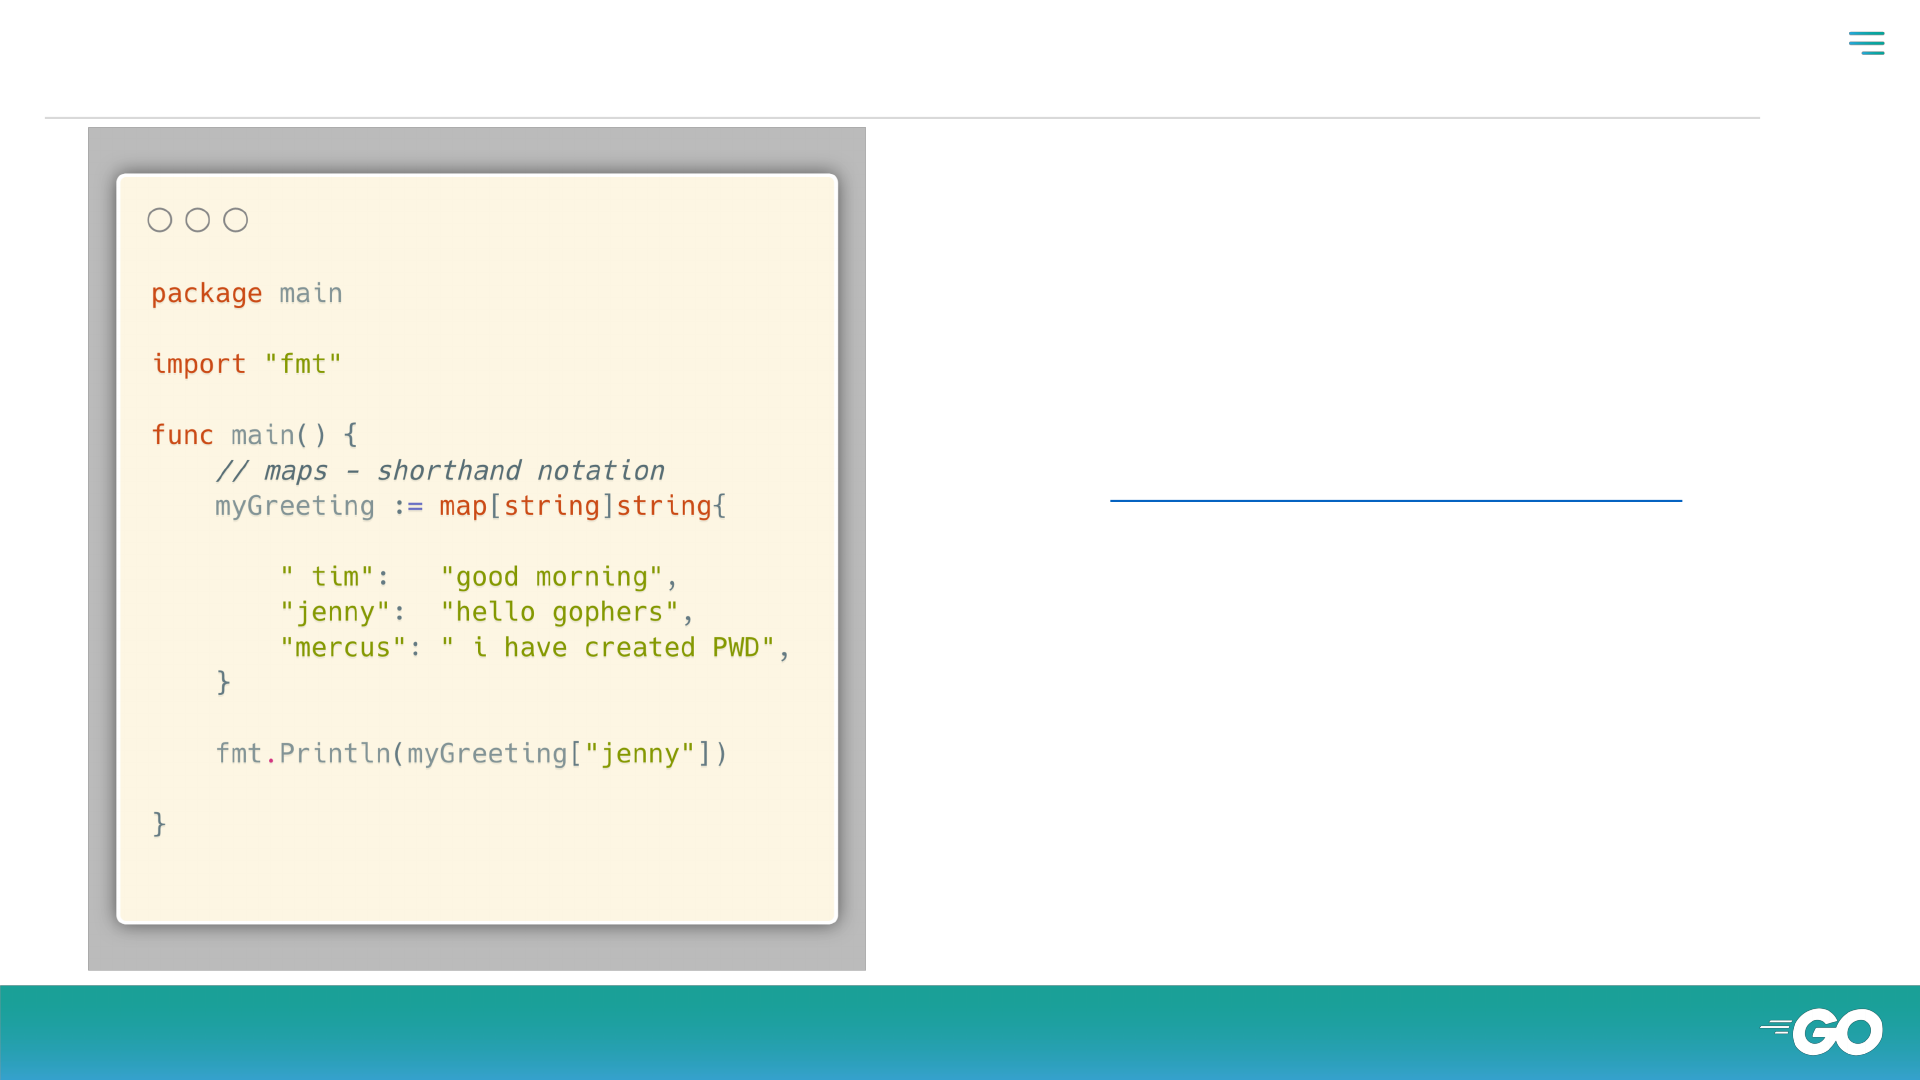 package main
import "fmt"
func main() {
// maps - shorthand notation
myGreeting := map[string]string{
" tim":   "good morning",
"jenny":  "hello gophers",
"mercus": " i have created PWD",
}
fmt.Println(myGreeting["jenny"])
}
GO